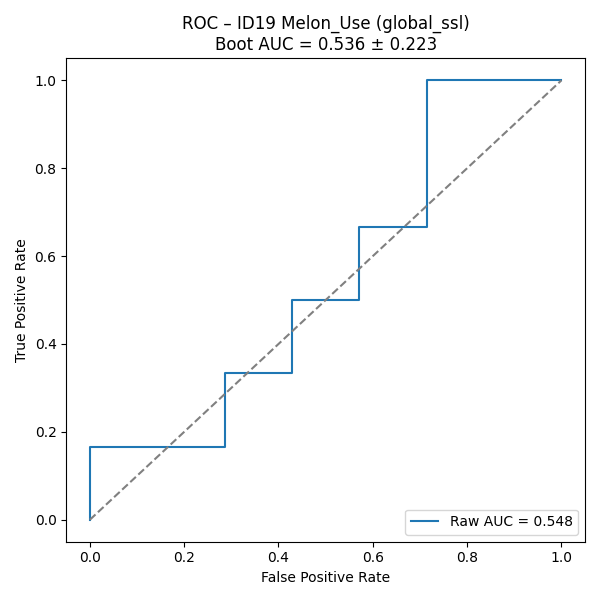 ROC – ID19 Melon_Use (global_ssl)
Boot AUC = 0.536 ± 0.223
True Positive Rate
1.0
0.8
0.6
0.4
0.2
0.0
Raw AUC = 0.548
0.0 0.2 0.4 0.6 0.8 1.0
False Positive Rate